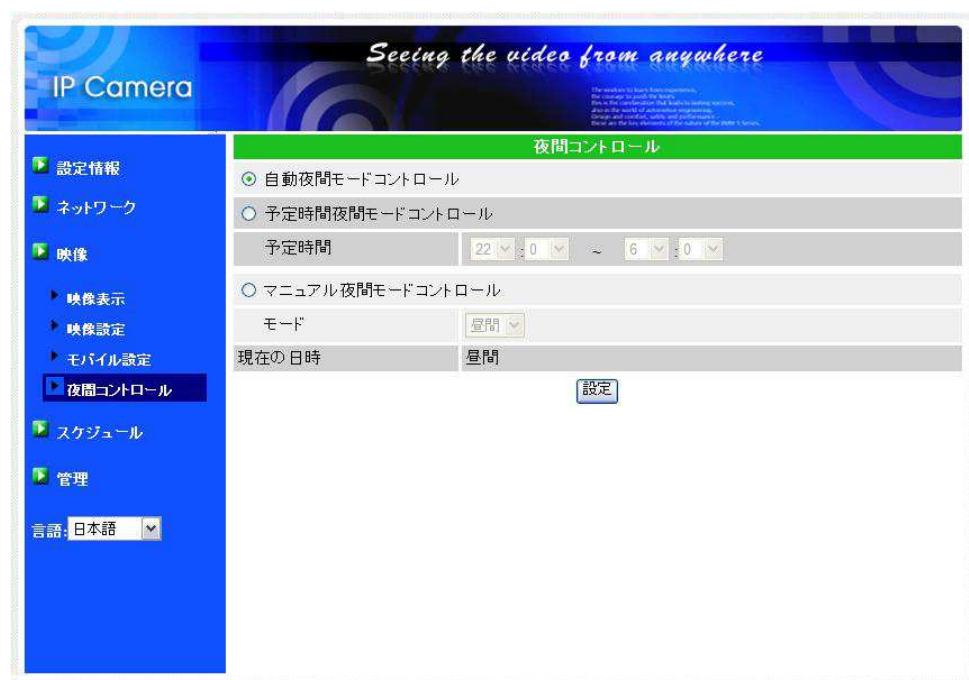 Seeing the video from anywhere
IP Camera
設定情報
ネットワーク
映像
映像表示
映像設定
モバイル設定
夜間コントロール
スケジュール
管理
言語: 日本語
夜間コントロール
自動夜間モードコントロール
予定時間夜間モードコントロール
予定時間 22 : 0 ~ 6 : 0
マニュアル夜間モードコントロール
モード 昼間
現在の日時 昼間
設定